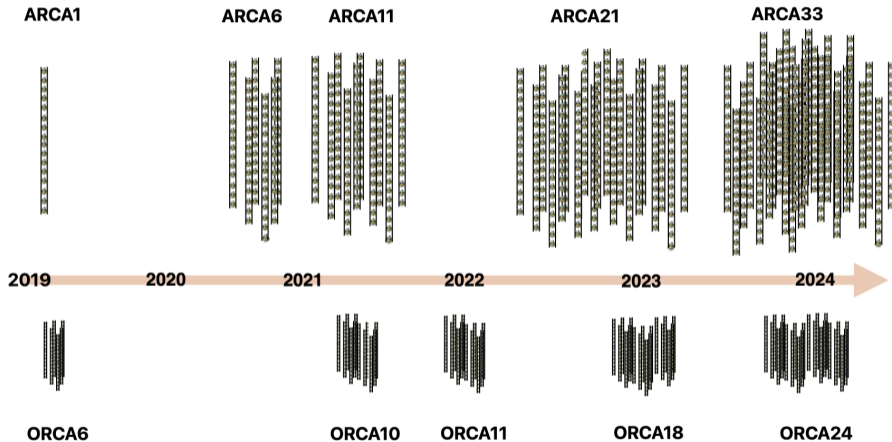 ARCA1 ARCA6 ARCA11 ARCA21 ARCA33
2019 2020 2021 2022 2023 2024
ORCA6 ORCA10 ORCA11 ORCA18 ORCA24